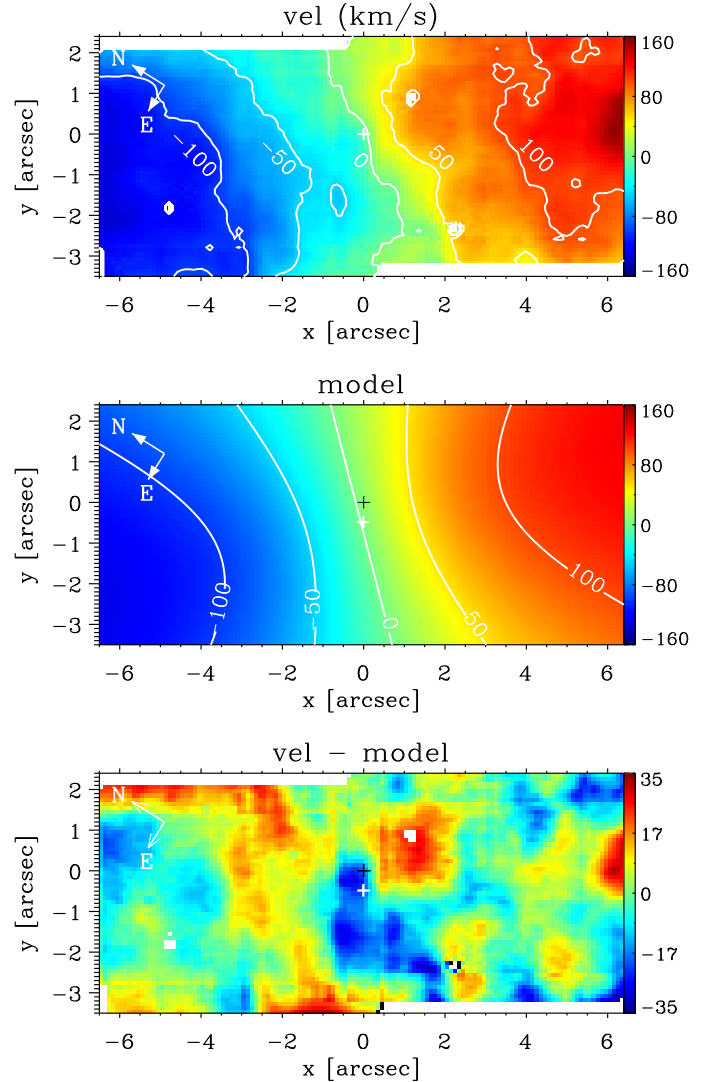 vel (km/s)
N
E
-100
-50
0
50
100
2
1
0
-1
-2
-3
y [arcsec]
160
80
0
-80
-160
-6 -4 -2 0 2 4 6
x [arcsec]
model
N
E
-100
-50
0
50
100
2
1
0
-1
-2
-3
y [arcsec]
160
80
0
-80
-160
-6 -4 -2 0 2 4 6
x [arcsec]
vel - model
N
E
2
1
0
-1
-2
-3
y [arcsec]
35
17
0
-17
-35
-6 -4 -2 0 2 4 6
x [arcsec]